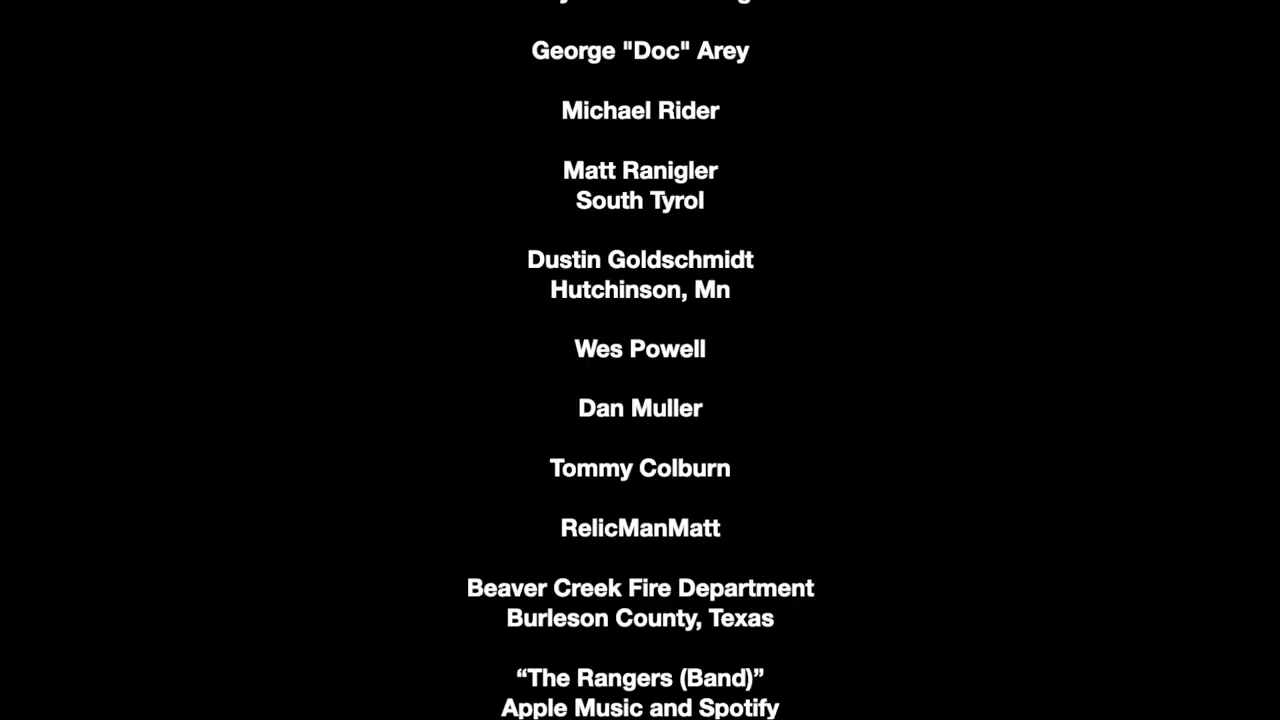 George "Doc" Arey
Michael Rider
Matt Ranigler
South Tyrol
Dustin Goldschmidt
Hutchinson, Mn
Wes Powell
Dan Muller
Tommy Colburn
RelicManMatt
Beaver Creek Fire Department
Burleson County, Texas
“The Rangers (Band)”
Apple Music and Spotify